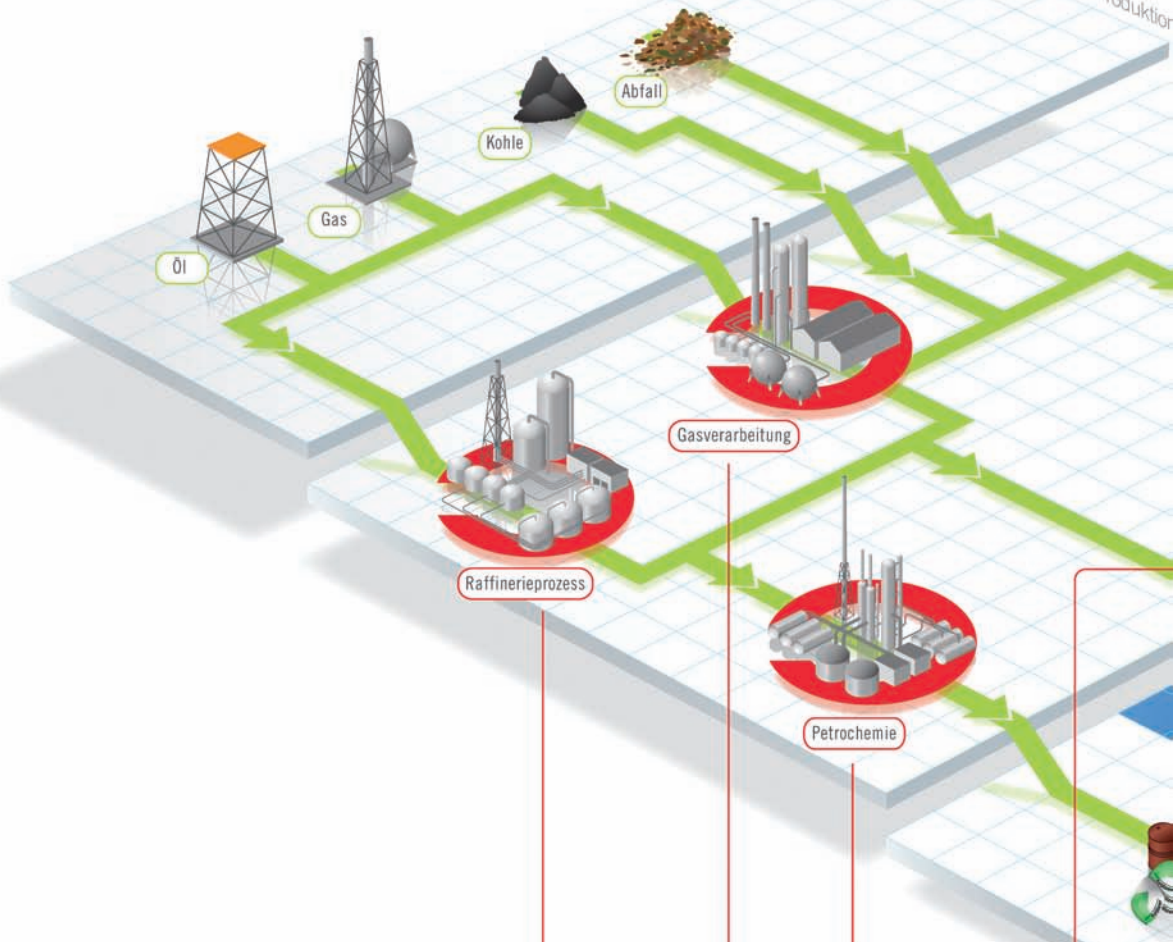 Abfall
Kohle
Gas
Öl
Gasverarbeitung
Raffinerieprozess
Petrochemie